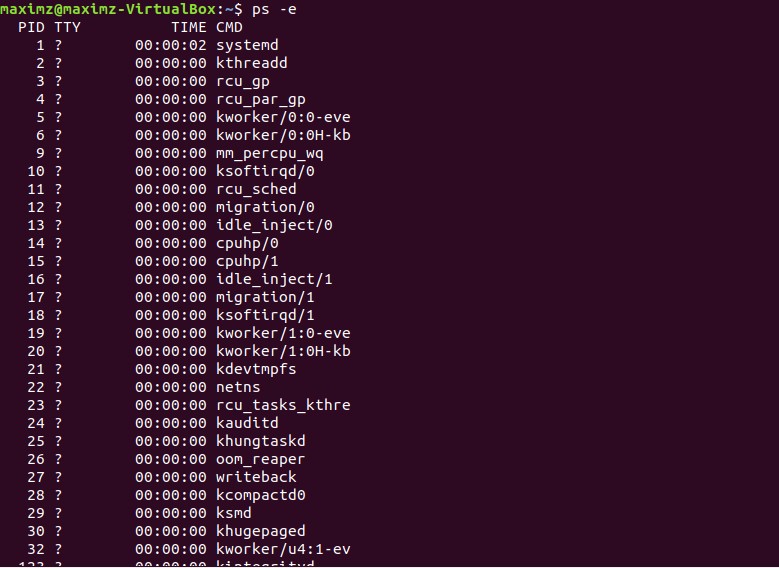 maximz@maximz-VirtualBox:~$ ps -e
PID TTY TIME CMD
1 ? 00:00:02 systemd
2 ? 00:00:00 kthreadd
3 ? 00:00:00 rcu_gp
4 ? 00:00:00 rcu_par_gp
5 ? 00:00:00 kworker/0:0-eve
6 ? 00:00:00 kworker/0:0H-kb
9 ? 00:00:00 mm_percpu_wq
10 ? 00:00:00 ksoftirqd/0
11 ? 00:00:00 rcu_sched
12 ? 00:00:00 migration/0
13 ? 00:00:00 idle_inject/0
14 ? 00:00:00 cpuhp/0
15 ? 00:00:00 cpuhp/1
16 ? 00:00:00 idle_inject/1
17 ? 00:00:00 migration/1
18 ? 00:00:00 ksoftirqd/1
19 ? 00:00:00 kworker/1:0-eve
20 ? 00:00:00 kworker/1:0H-kb
21 ? 00:00:00 kdevtmpfs
22 ? 00:00:00 netns
23 ? 00:00:00 rcu_tasks_kthre
24 ? 00:00:00 kauditd
25 ? 00:00:00 khungtaskd
26 ? 00:00:00 oom_reaper
27 ? 00:00:00 writeback
28 ? 00:00:00 kcompactd0
29 ? 00:00:00 ksmd
30 ? 00:00:00 khugepaged
32 ? 00:00:00 kworker/u4:1-ev
? 00:00:00 kintegrityd